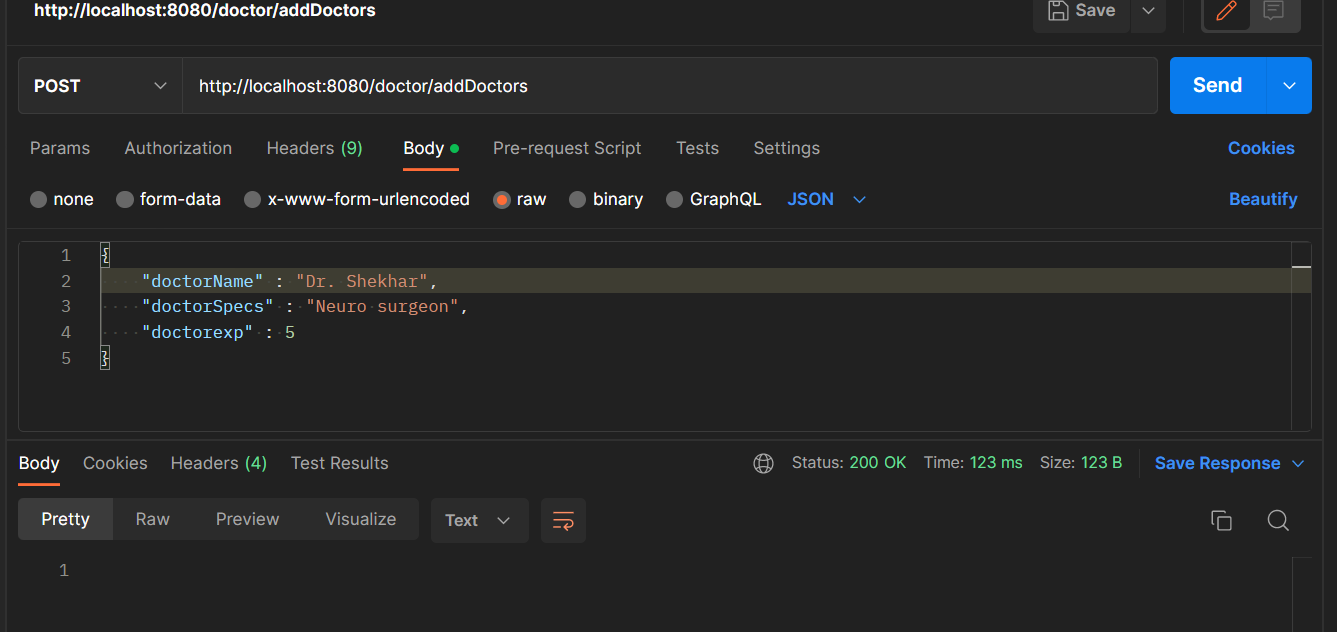 http://localhost:8080/doctor/addDoctors Save
POST http://localhost:8080/doctor/addDoctors Send
Params Authorization Headers (9) Body Pre-request Script Tests Settings Cookies
none form-data x-www-form-urlencoded raw binary GraphQL JSON Beautify
1 {
2 "doctorName" : "Dr. Shekhar",
3 "doctorSpecs" : "Neuro surgeon",
4 "doctorexp" : 5
5 }
Body Cookies Headers (4) Test Results Status: 200 OK Time: 123 ms Size: 123 B Save Response
Pretty Raw Preview Visualize Text
1